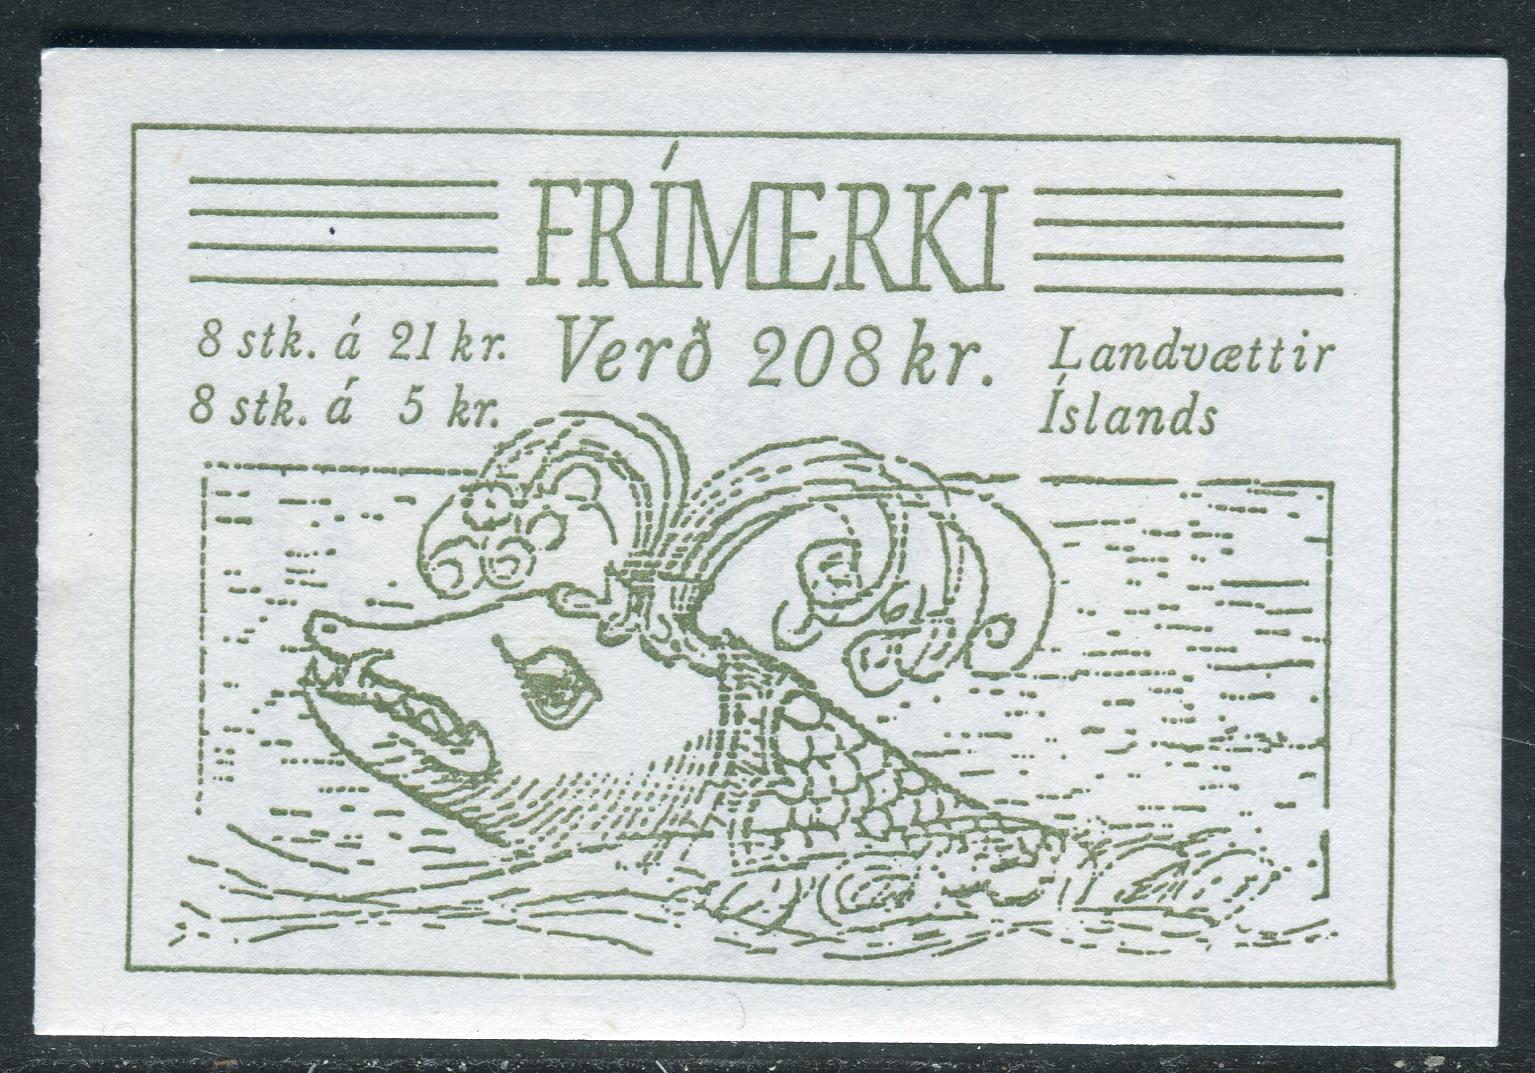 FRÍMERKI
8 stk. á 21 kr.
8 stk. á 5 kr.
Verð 208 kr.
Landvættir
Íslands